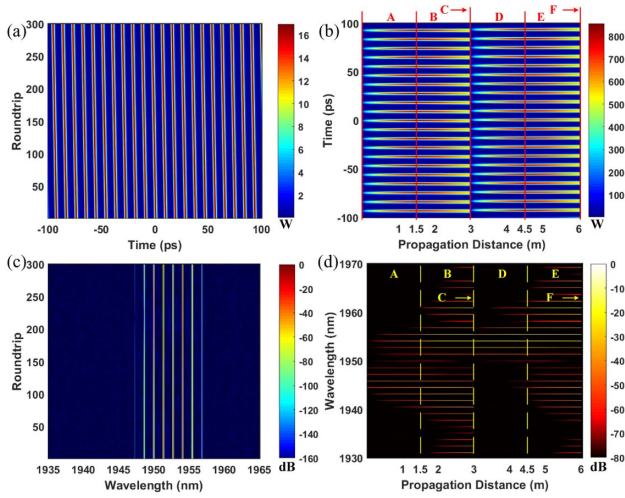 (a)
300
250
200
150
100
50
Roundtrip
-100 -50 0 50 100
Time (ps)
16
14
12
10
8
6
4
2
W
(b)
A B C → D E F →
100
50
0
-50
-100
Time (ps)
1 1.5 2 3 4 4.5 5 6
Propagation Distance (m)
800
700
600
500
400
300
200
100
W
(c)
300
250
200
150
100
50
Roundtrip
1935 1940 1945 1950 1955 1960 1965
Wavelength (nm)
0
-20
-40
-60
-80
-100
-120
-140
-160
dB
(d)
A B D E
C → F →
1970
1960
1950
1940
1930
Wavelength (nm)
1 1.5 2 3 4 4.5 5 6
Propagation Distance (m)
0
-10
-20
-30
-40
-50
-60
-70
-80
dB